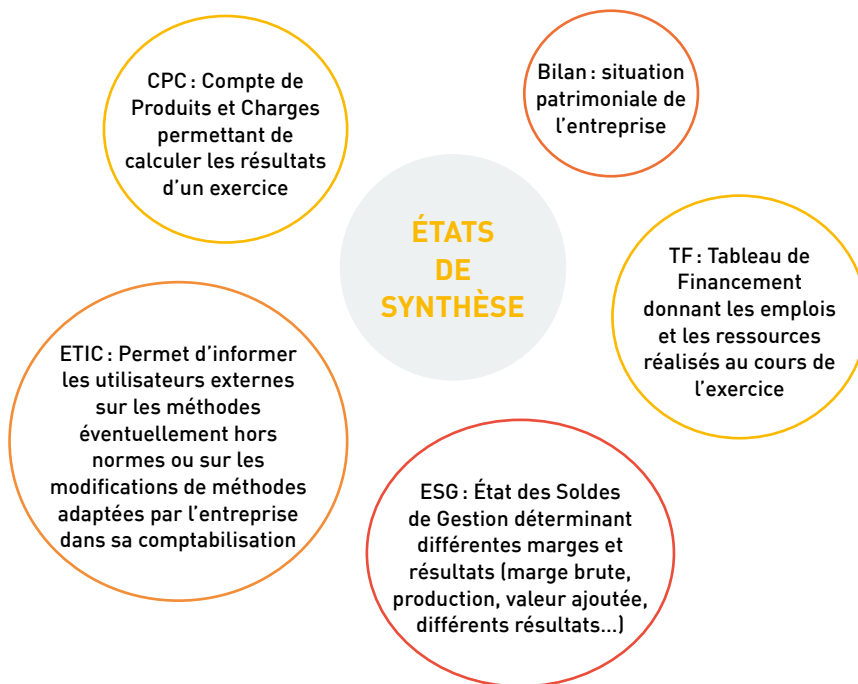 CPC : Compte de
Produits et Charges
permettant de
calculer les résultats
d’un exercice
Bilan : situation
patrimoniale de
l’entreprise
ÉTATS
DE
SYNTHÈSE
TF : Tableau de
Financement
donnant les emplois
et les ressources
réalisés au cours de
l’exercice
ETIC : Permet d’informer
les utilisateurs externes
sur les méthodes
éventuellement hors
normes ou sur les
modifications de méthodes
adaptées par l’entreprise
dans sa comptabilisation
ESG : État des Soldes
de Gestion déterminant
différentes marges et
résultats (marge brute,
production, valeur ajoutée,
différents résultats...)